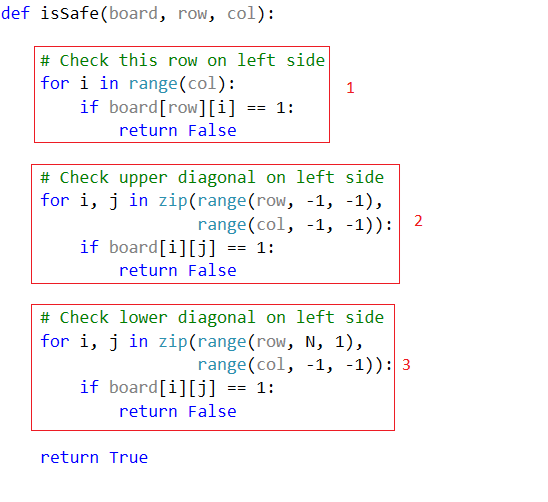 def isSafe(board, row, col):
# Check this row on left side
for i in range(col):
if board[row][i] == 1:
return False
1
# Check upper diagonal on left side
for i, j in zip(range(row, -1, -1),
range(col, -1, -1)):
if board[i][j] == 1:
return False
2
# Check lower diagonal on left side
for i, j in zip(range(row, N, 1),
range(col, -1, -1)):
if board[i][j] == 1:
return False
3
return True